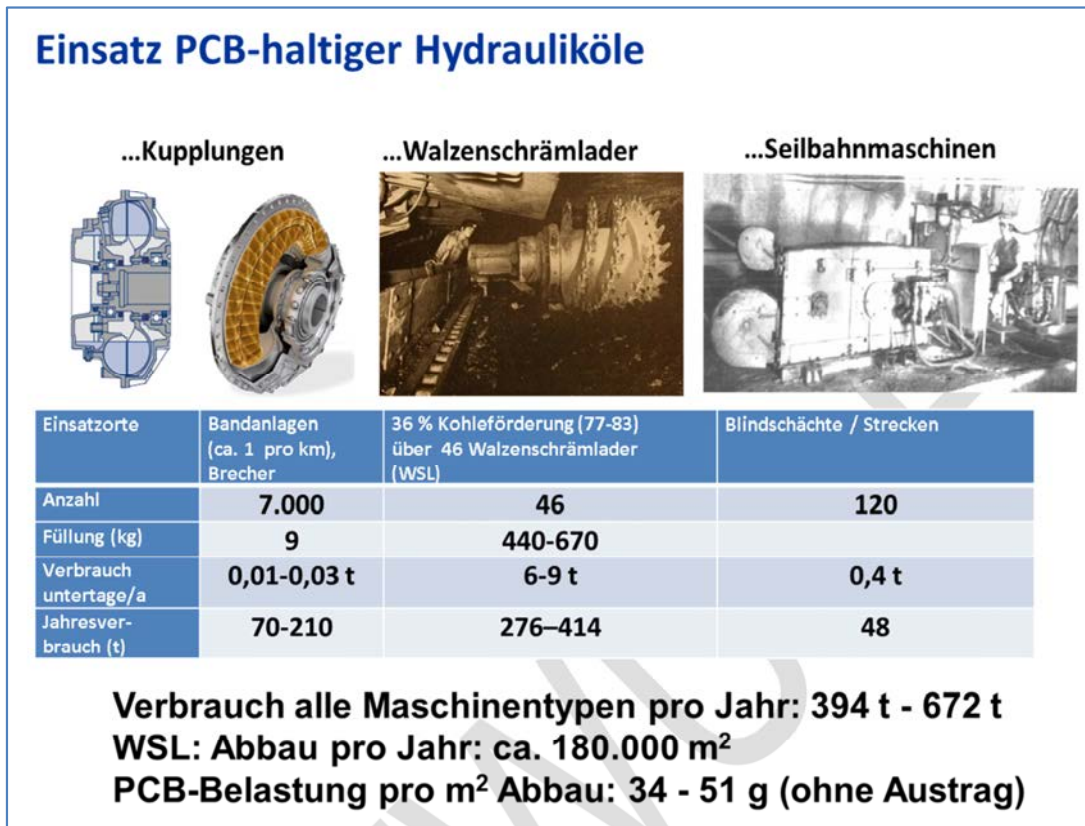 Einsatz PCB-haltiger Hydrauliköle
...Kupplungen
...Walzenschrämlader
...Seilbahnmaschinen
Einsatzorte
Bandanlagen
(ca. 1 pro km),
Brecher
36 % Kohleförderung (77-83)
über 46 Walzenschrämlader
(WSL)
Blindschächte / Strecken
Anzahl
7.000
46
120
Füllung (kg)
9
440-670
Verbrauch
untertage/a
0,01-0,03 t
6-9 t
0,4 t
Jahresver-
brauch (t)
70-210
276–414
48
Verbrauch alle Maschinentypen pro Jahr: 394 t - 672 t
WSL: Abbau pro Jahr: ca. 180.000 m²
PCB-Belastung pro m² Abbau: 34 - 51 g (ohne Austrag)